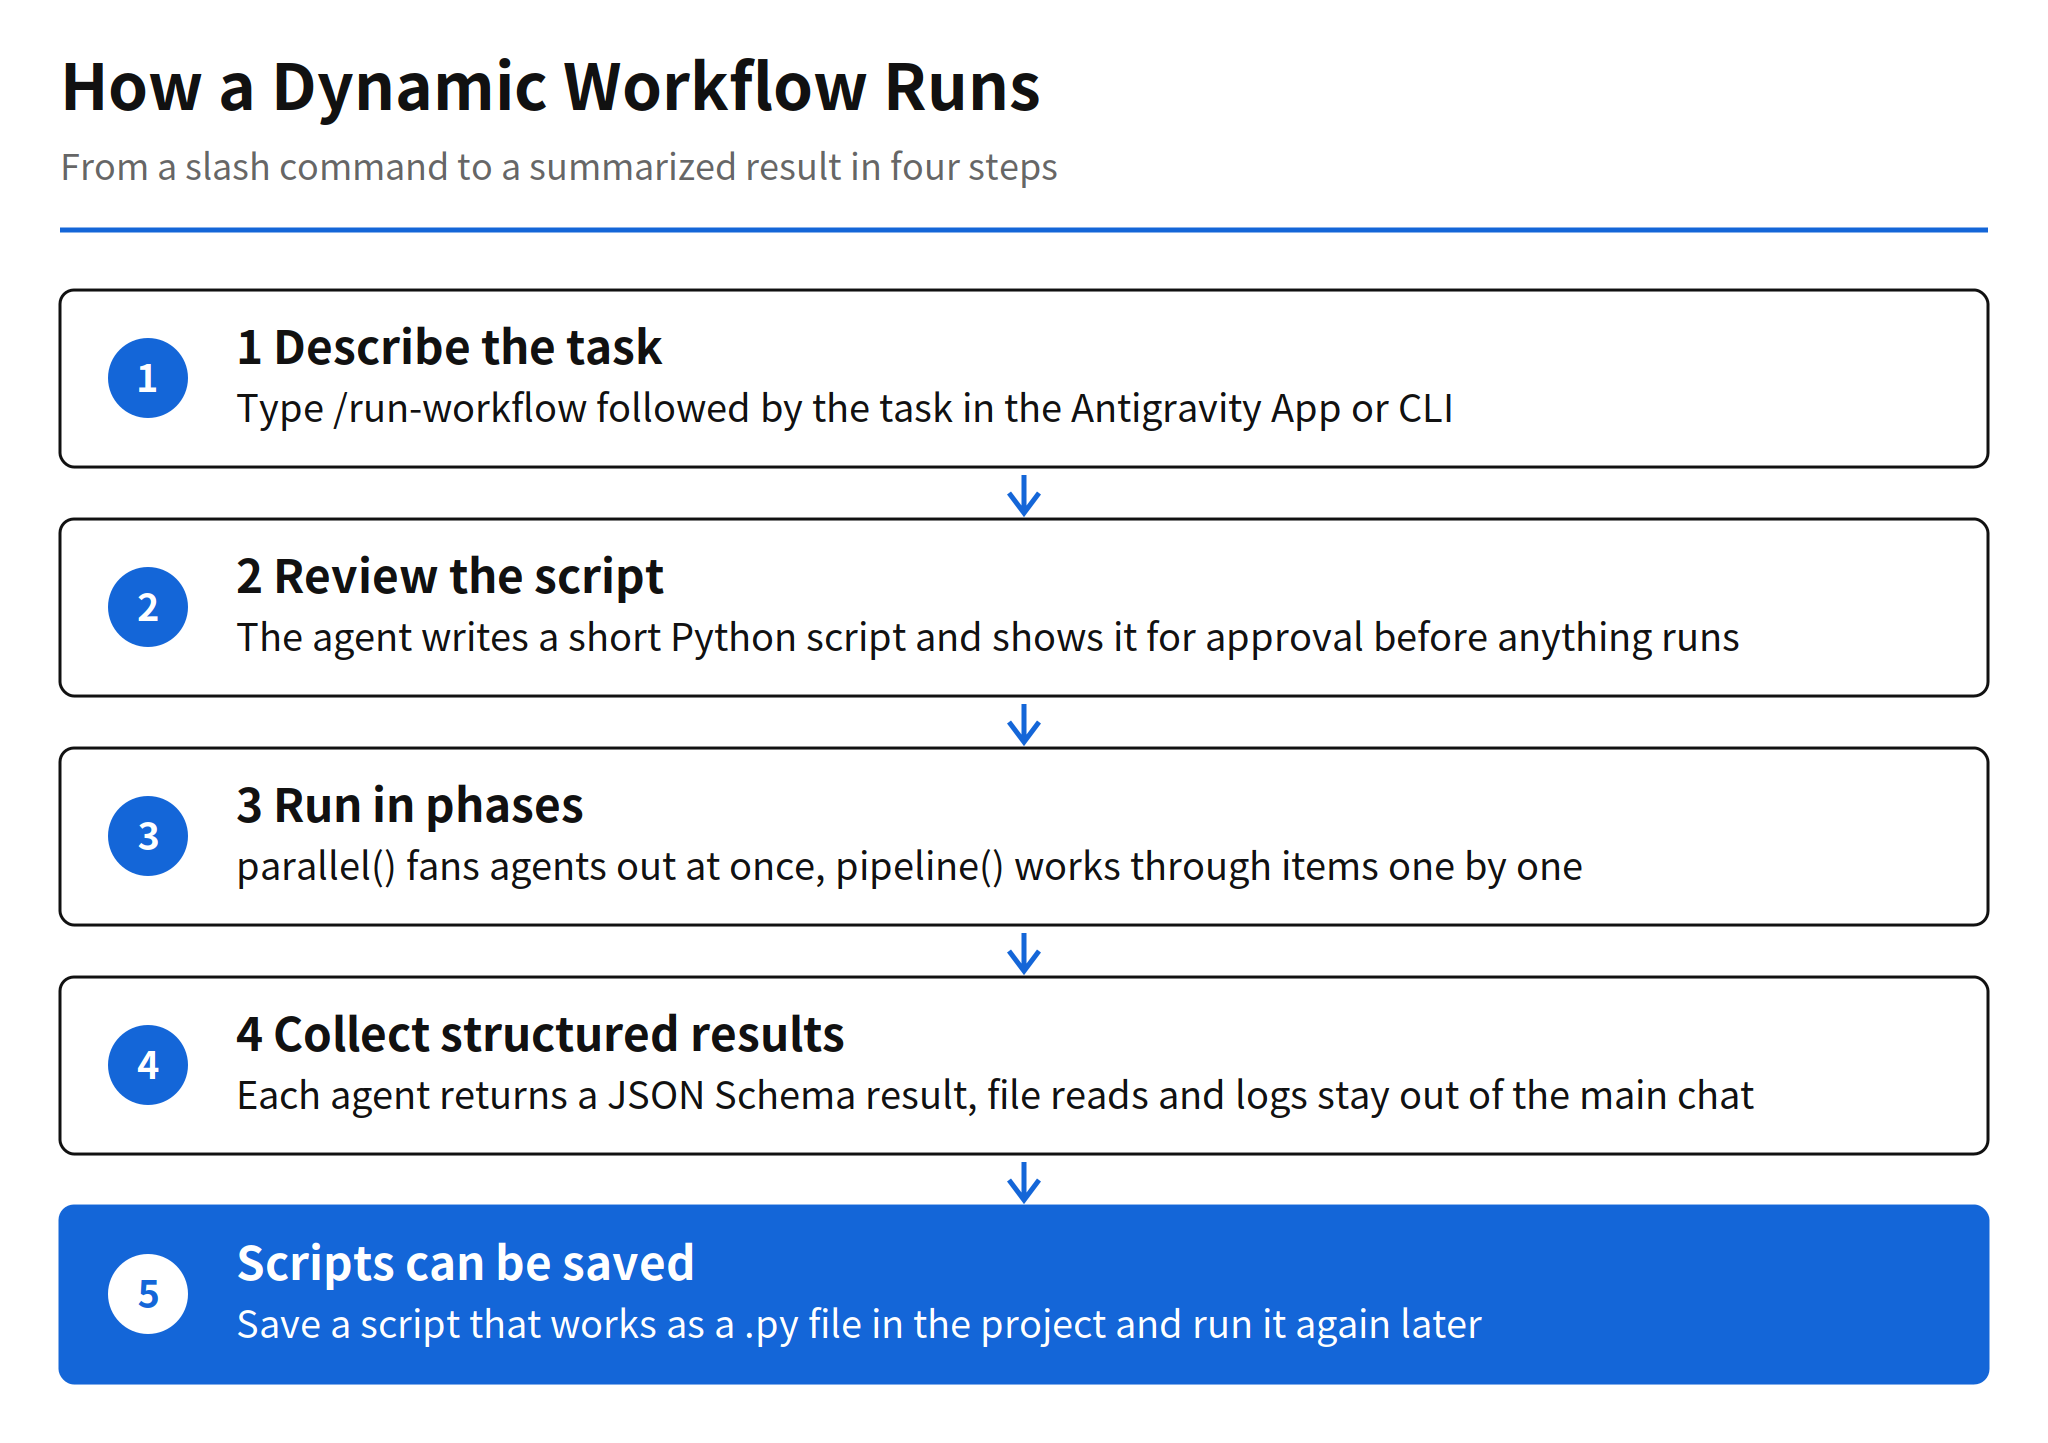 How a Dynamic Workflow Runs
From a slash command to a summarized result in four steps
1
1 Describe the task
Type /run-workflow followed by the task in the Antigravity App or CLI
2
2 Review the script
The agent writes a short Python script and shows it for approval before anything runs
3
3 Run in phases
parallel() fans agents out at once, pipeline() works through items one by one
4
4 Collect structured results
Each agent returns a JSON Schema result, file reads and logs stay out of the main chat
5
Scripts can be saved
Save a script that works as a .py file in the project and run it again later